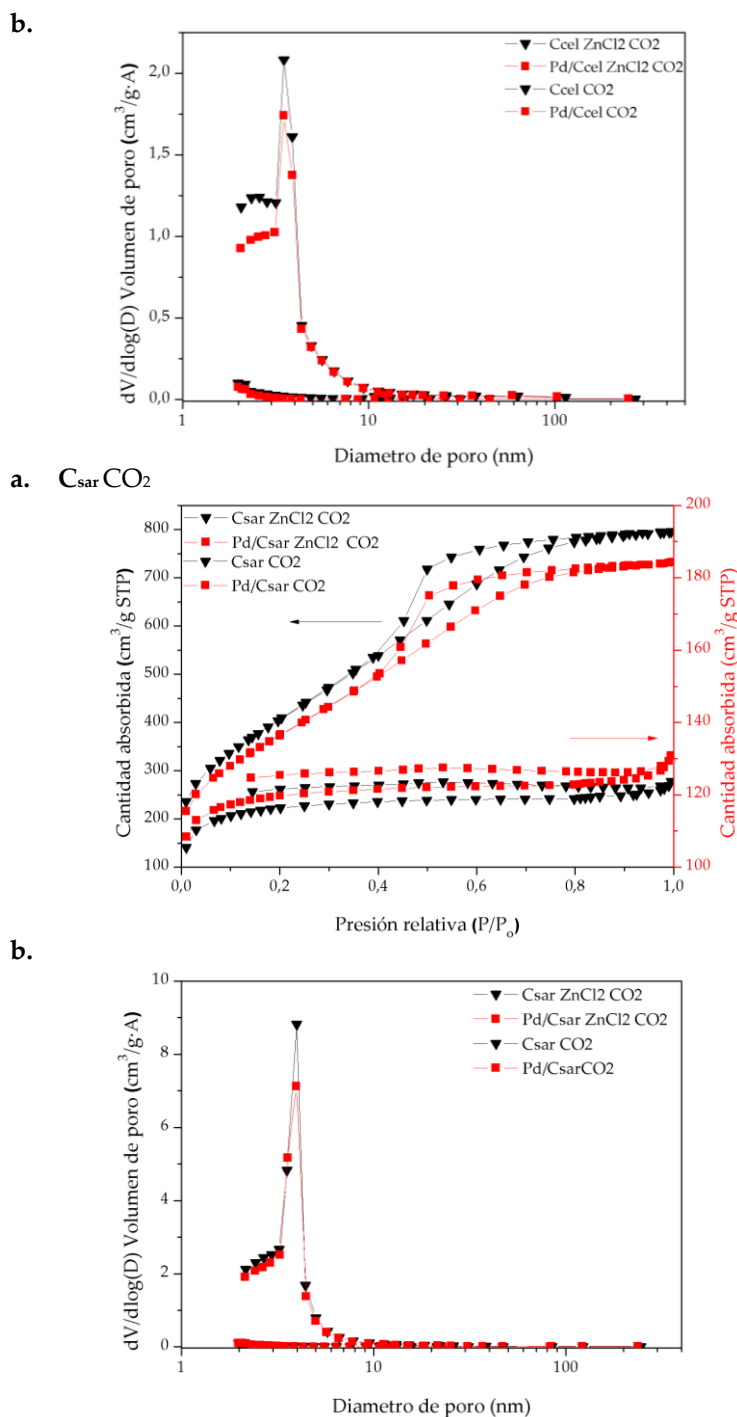 b.
Ccel ZnCl2 CO2
Pd/Ccel ZnCl2 CO2
Ccel CO2
Pd/Ccel CO2
dV/dlog(D) Volumen de poro (cm³/g·A)
2,0
1,5
1,0
0,5
0,0
1 10 100
Diametro de poro (nm)
a. Csar CO₂
Csar ZnCl2 CO2
Pd/Csar ZnCl2 CO2
Csar CO2
Pd/Csar CO2
Cantidad absorbida (cm³/g STP)
800
700
600
500
400
300
200
100
200
180
160
140
120
100
Cantidad absorbida (cm³/g STP)
0,0 0,2 0,4 0,6 0,8 1,0
Presión relativa (P/Pₒ)
b.
Csar ZnCl2 CO2
Pd/Csar ZnCl2 CO2
Csar CO2
Pd/CsarCO2
dV/dlog(D) Volumen de poro (cm³/g·A)
10
8
6
4
2
0
1 10 100
Diametro de poro (nm)